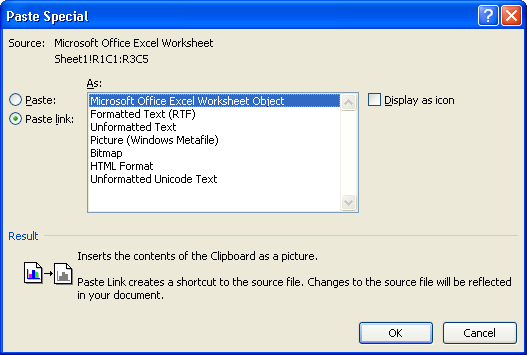 Paste Special
Source: Microsoft Office Excel Worksheet
Sheet1!R1C1:R3C5
As:
Paste:
Paste link:
Microsoft Office Excel Worksheet Object
Formatted Text (RTF)
Unformatted Text
Picture (Windows Metafile)
Bitmap
HTML Format
Unformatted Unicode Text
Display as icon
Result
Inserts the contents of the Clipboard as a picture.
Paste Link creates a shortcut to the source file. Changes to the source file will be reflected
in your document.
OK
Cancel